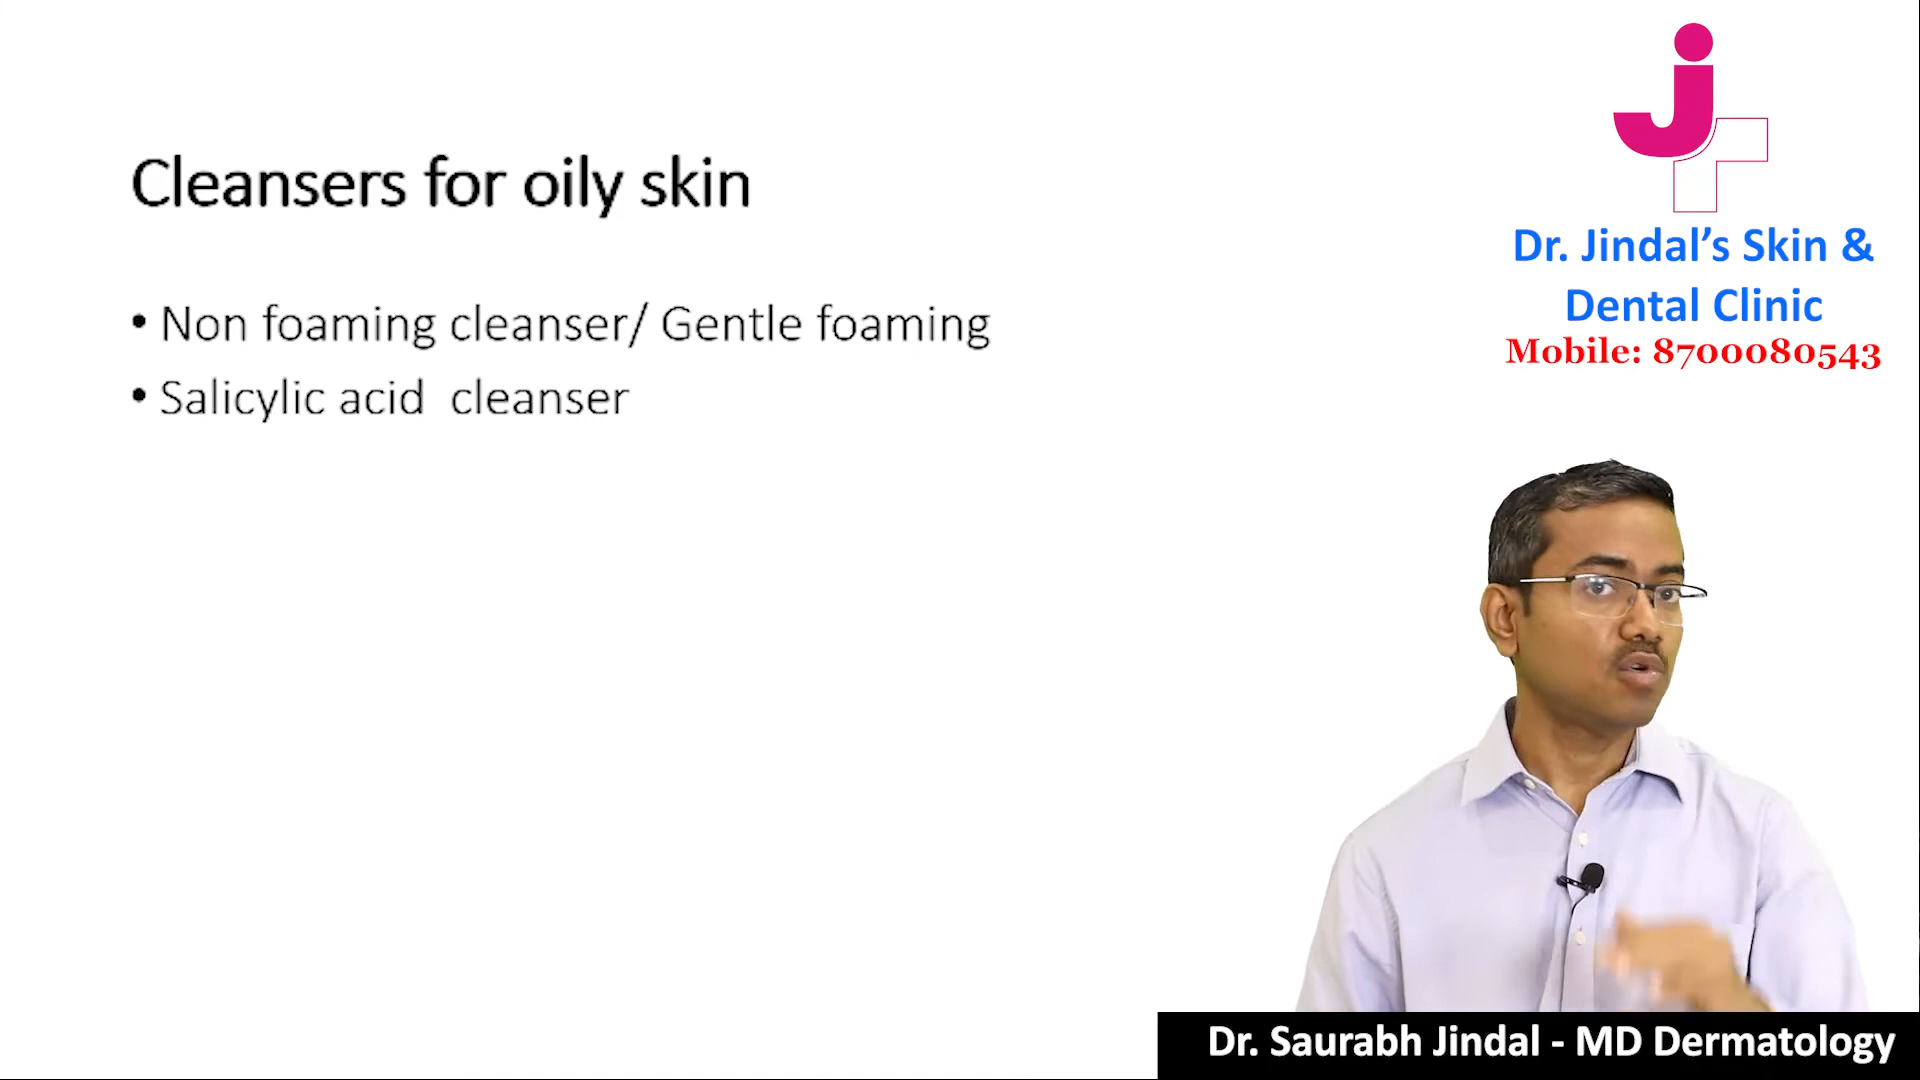 Cleansers for oily skin
• Non foaming cleanser/ Gentle foaming
• Salicylic acid  cleanser
Dr. Jindal’s Skin &
Dental Clinic
Mobile: 8700080543
Dr. Saurabh Jindal - MD Dermatology